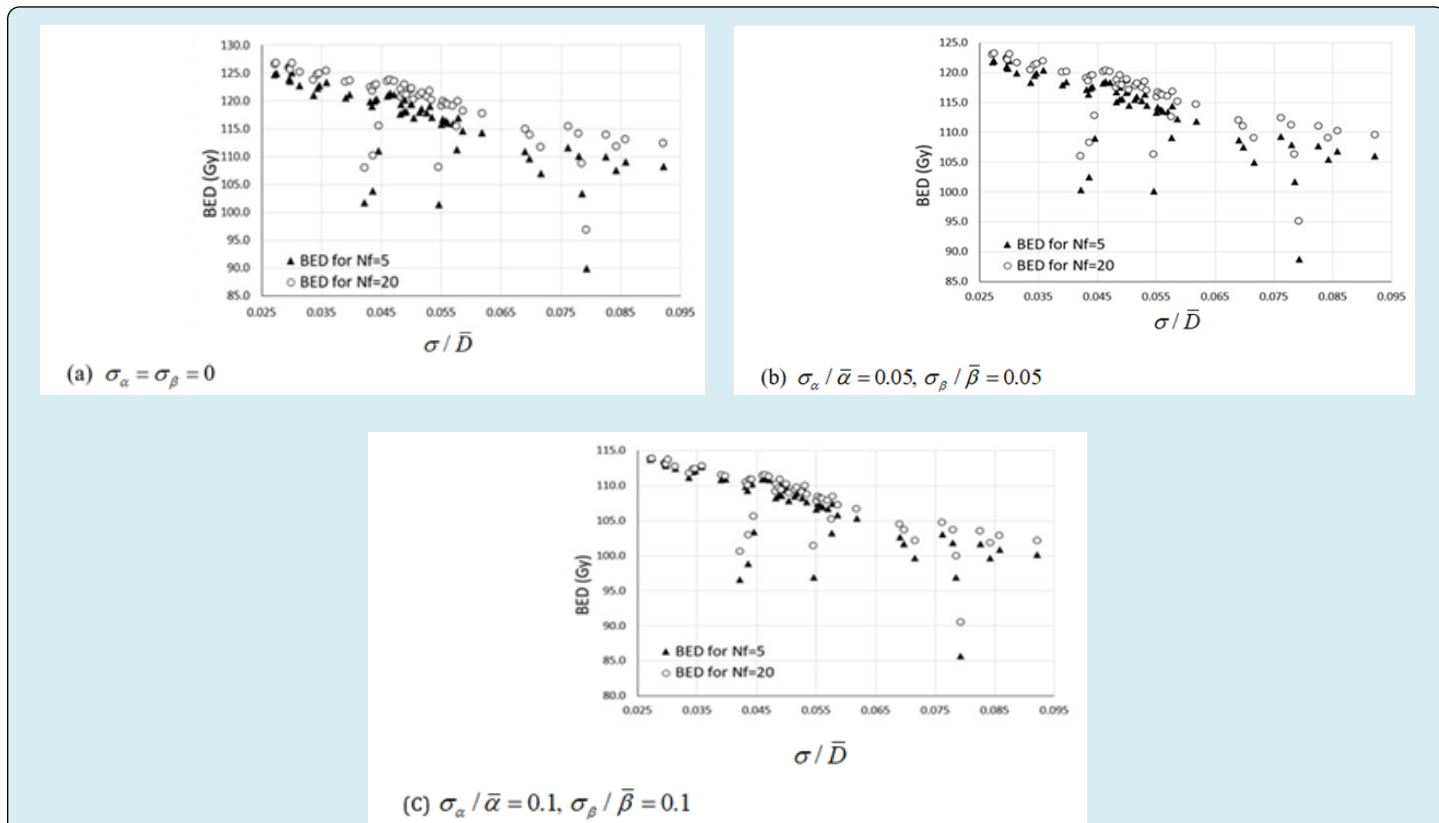 130.0
125.0
120.0
115.0
110.0
105.0
100.0
95.0
90.0
85.0
BED (Gy)
▲ BED for Nf=5
○ BED for Nf=20
0.025 0.035 0.045 0.055 0.065 0.075 0.085 0.095
σ / D̄
(a) σα = σβ = 0
125.0
120.0
115.0
110.0
105.0
100.0
95.0
90.0
85.0
BED (Gy)
▲ BED for Nf=5
○ BED for Nf=20
0.025 0.035 0.045 0.055 0.065 0.075 0.085 0.095
σ / D̄
(b) σα / ᾱ = 0.05, σβ / β̄ = 0.05
115.0
110.0
105.0
100.0
95.0
90.0
85.0
80.0
BED (Gy)
▲ BED for Nf=5
○ BED for Nf=20
0.025 0.035 0.045 0.055 0.065 0.075 0.085 0.095
σ / D̄
(C) σα / ᾱ = 0.1, σβ / β̄ = 0.1